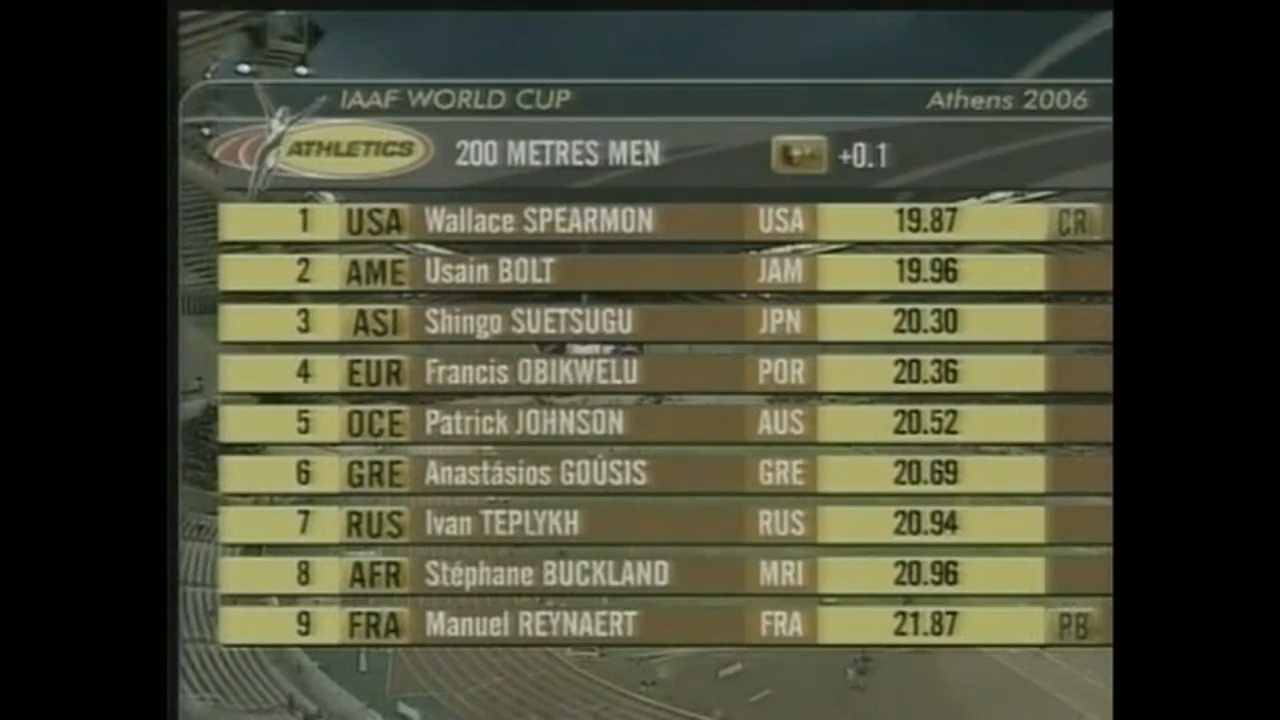 IAAF WORLD CUP Athens 2006
ATHLETICS 200 METRES MEN +0.1
1 USA Wallace SPEARMON USA 19.87 CR
2 AME Usain BOLT JAM 19.96
3 ASI Shingo SUETSUGU JPN 20.30
4 EUR Francis OBIKWELU POR 20.36
5 OCE Patrick JOHNSON AUS 20.52
6 GRE Anastásios GOÚSIS GRE 20.69
7 RUS Ivan TEPLYKH RUS 20.94
8 AFR Stéphane BUCKLAND MRI 20.96
9 FRA Manuel REYNAERT FRA 21.87 PB